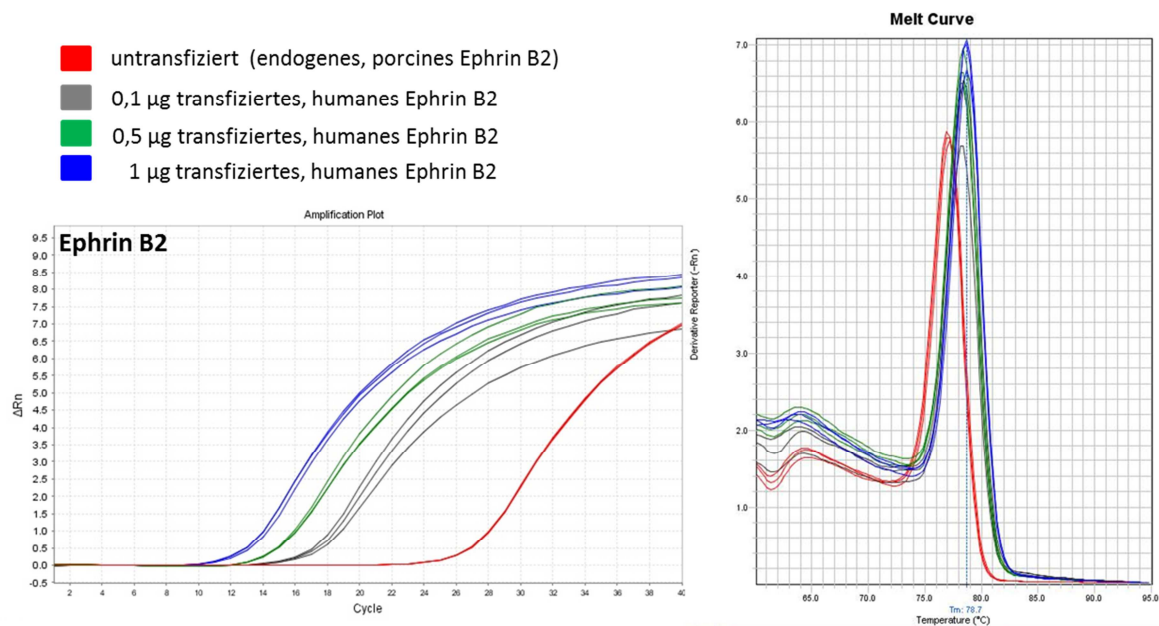 untransfiziert (endogenes, porcines Ephrin B2)
0,1 µg transfiziertes, humanes Ephrin B2
0,5 µg transfiziertes, humanes Ephrin B2
1 µg transfiziertes, humanes Ephrin B2
Amplification Plot
Ephrin B2
ΔRn
9.5
9.0
8.5
8.0
7.5
7.0
6.5
6.0
5.5
5.0
4.5
4.0
3.5
3.0
2.5
2.0
1.5
1.0
0.5
0.0
-0.5
2 4 6 8 10 12 14 16 18 20 22 24 26 28 30 32 34 36 38 40
Cycle
Melt Curve
Derivative Reporter (-Rn)
7.0
6.0
5.0
4.0
3.0
2.0
1.0
65.0 70.0 75.0 80.0 85.0 90.0 95.0
Tm: 78.7
Temperature (°C)